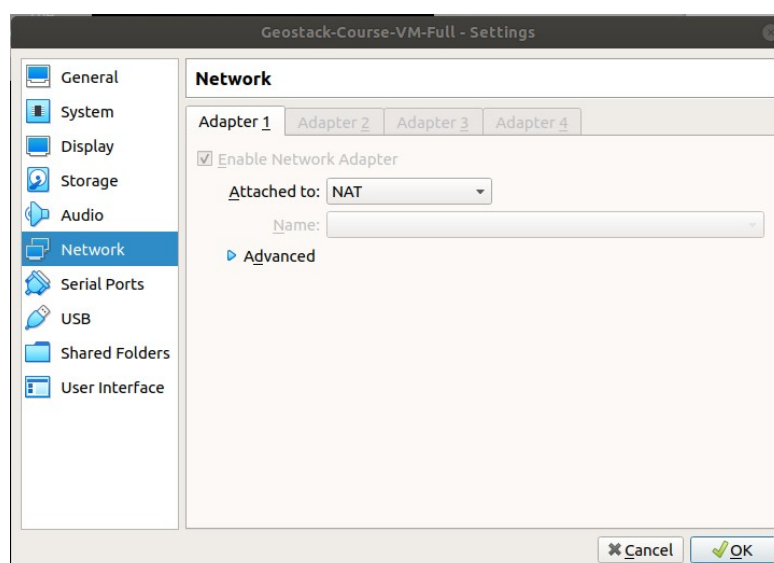 Geostack-Course-VM-Full - Settings
General
System
Display
Storage
Audio
Network
Serial Ports
USB
Shared Folders
User Interface
Network
Adapter 1 Adapter 2 Adapter 3 Adapter 4
Enable Network Adapter
Attached to: NAT
Name:
Advanced
Cancel OK